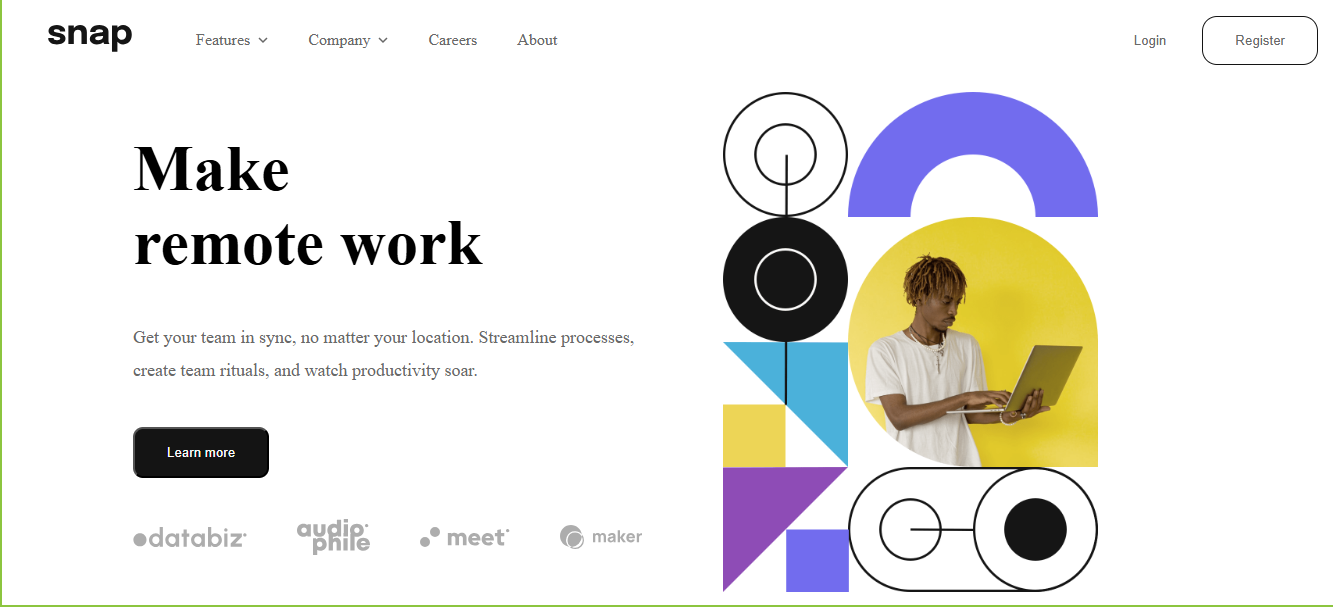 snap
Features
Company
Careers
About
Login
Register
Make
remote work
Get your team in sync, no matter your location. Streamline processes,
create team rituals, and watch productivity soar.
Learn more
databiz
audiophile
meet
maker